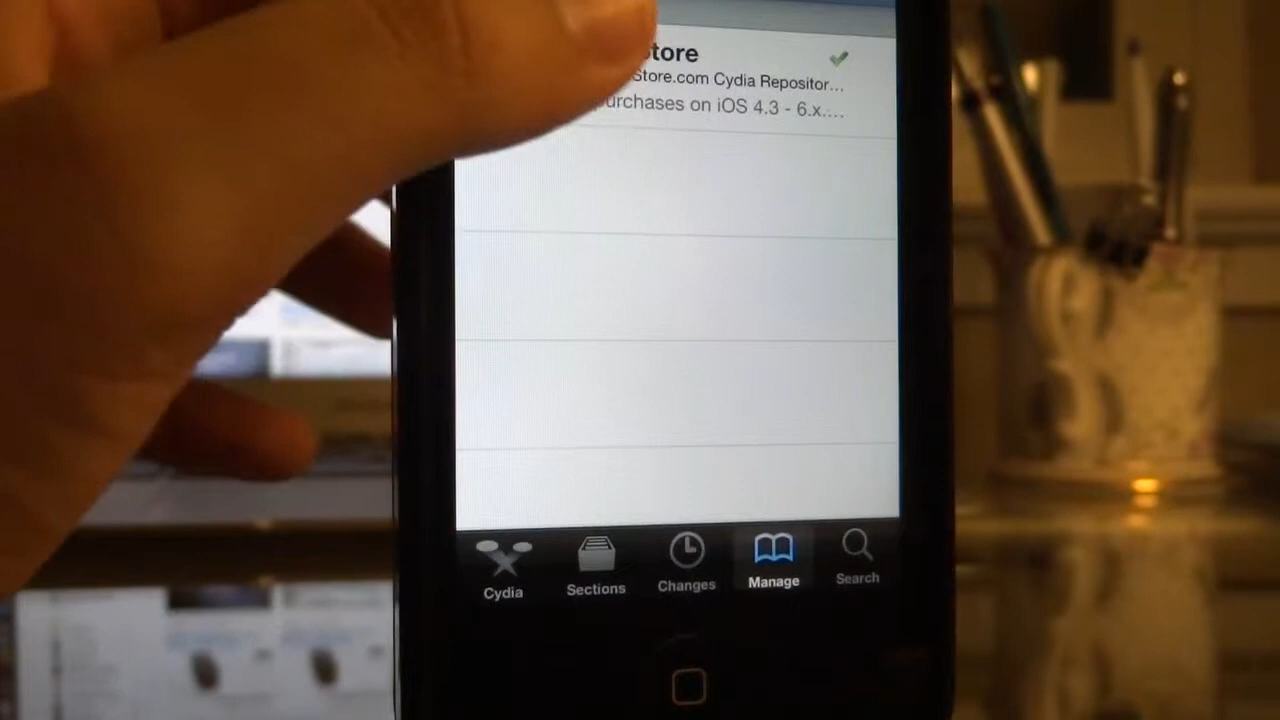 Store
Store.com Cydia Repositor...
urchases on iOS 4.3 - 6.x....
Cydia
Sections
Changes
Manage
Search